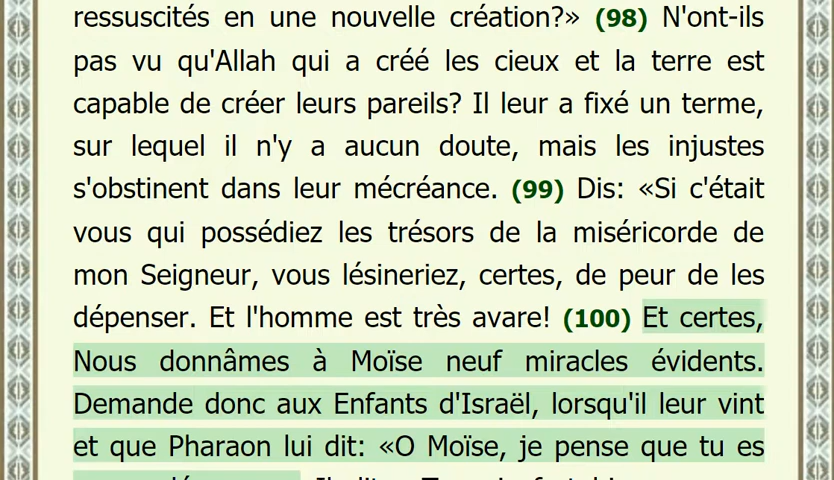 ressuscités en une nouvelle création?» (98) N'ont-ils
pas vu qu'Allah qui a créé les cieux et la terre est
capable de créer leurs pareils? Il leur a fixé un terme,
sur lequel il n'y a aucun doute, mais les injustes
s'obstinent dans leur mécréance. (99) Dis: «Si c'était
vous qui possédiez les trésors de la miséricorde de
mon Seigneur, vous lésineriez, certes, de peur de les
dépenser. Et l'homme est très avare! (100) Et certes,
Nous donnâmes à Moïse neuf miracles évidents.
Demande donc aux Enfants d'Israël, lorsqu'il leur vint
et que Pharaon lui dit: «O Moïse, je pense que tu es